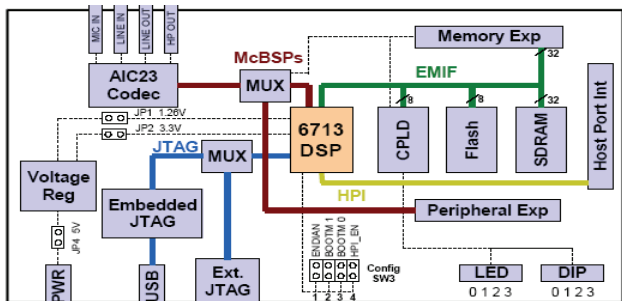 MIC IN
LINE IN
LINE OUT
HP OUT
AIC23
Codec
McBSPs
MUX
Memory Exp
32
EMIF
JP1 1.26V
JP2 3.3V
6713
DSP
8
8
32
CPLD
Flash
SDRAM
Host Port Int
JTAG
MUX
Voltage
Reg
HPI
Embedded
JTAG
Peripheral Exp
JP4 5V
ENDIAN
BOOTM 1
BOOTM 0
HPI_EN
Config
SW3
PWR
USB
Ext.
JTAG
1 2 3 4
LED
DIP
0 1 2 3
0 1 2 3